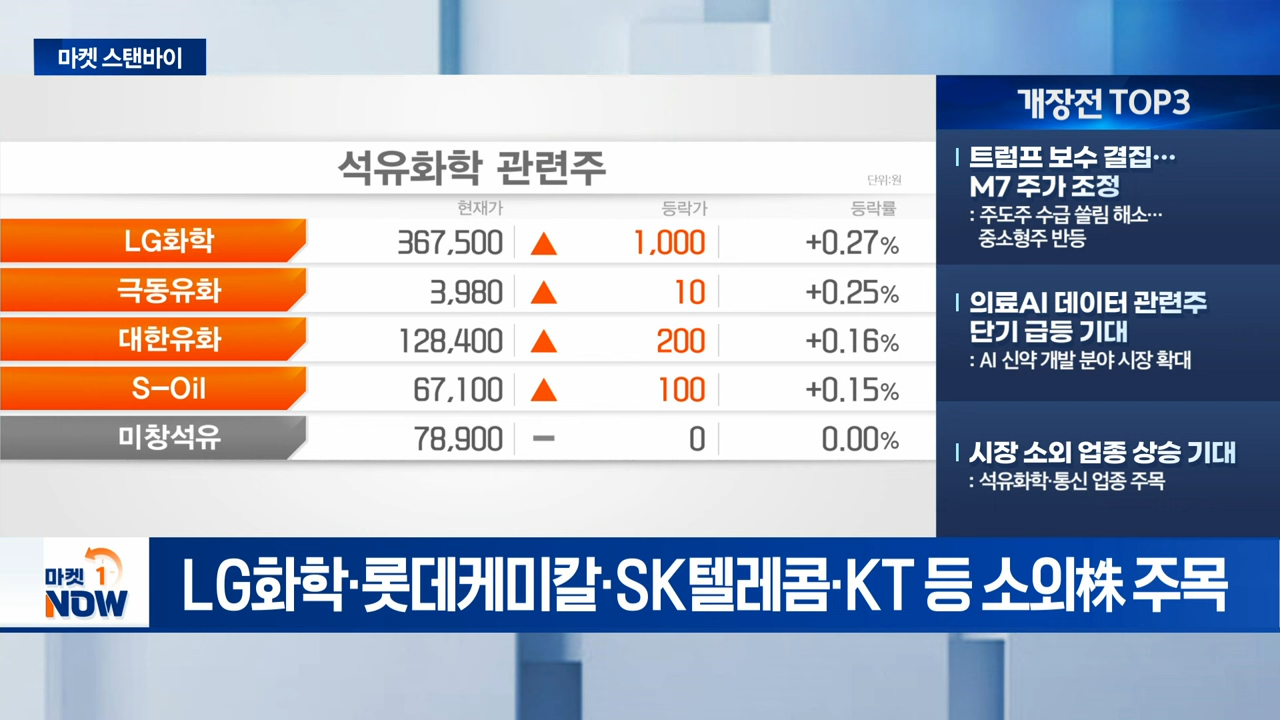 마켓 스탠바이
석유화학 관련주
단위:원
현재가 등락가 등락률
LG화학 367,500 ▲ 1,000 +0.27%
극동유화 3,980 ▲ 10 +0.25%
대한유화 128,400 ▲ 200 +0.16%
S-Oil 67,100 ▲ 100 +0.15%
미창석유 78,900 - 0 0.00%
개장전 TOP3
트럼프 보수 결집…
M7 주가 조정
: 주도주 수급 쏠림 해소…
중소형주 반등
의료AI 데이터 관련주
단기 급등 기대
: AI 신약 개발 분야 시장 확대
시장 소외 업종 상승 기대
: 석유화학·통신 업종 주목
마켓 1
NOW
LG화학·롯데케미칼·SK텔레콤·KT 등 소외株 주목